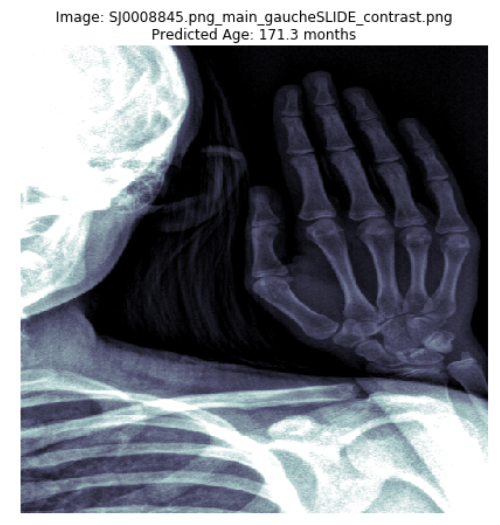 Image: SJ0008845.png_main_gaucheSLIDE_contrast.png
Predicted Age: 171.3 months